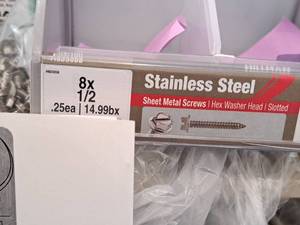 8x
1/2
.25ea | 14.99bx
Stainless Steel
Sheet Metal Screws | Hex Washer Head / Slotted